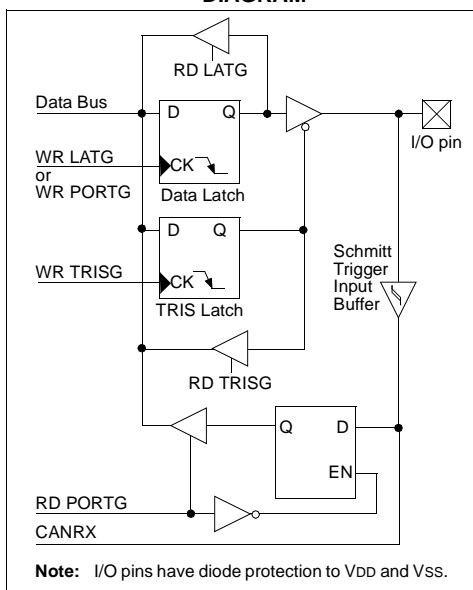 DIAGRAM
RD LATG
Data Bus
D Q
I/O pin
WR LATG
or
WR PORTG
CK
Data Latch
D Q
WR TRISG
CK
TRIS Latch
Schmitt
Trigger
Input
Buffer
RD TRISG
Q D
EN
RD PORTG
CANRX
Note: I/O pins have diode protection to VDD and VSS.